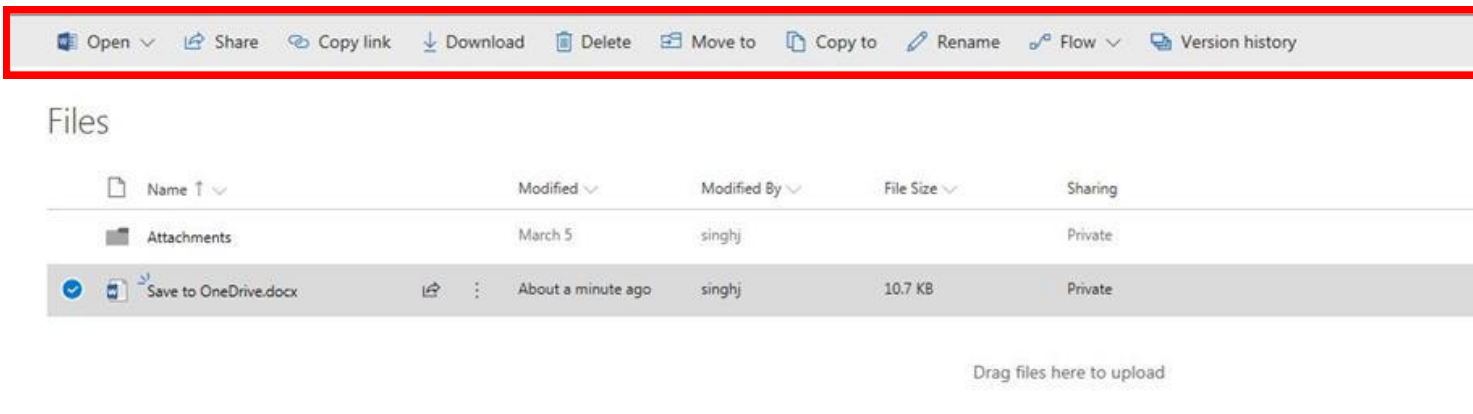 Open Share Copy link Download Delete Move to Copy to Rename Flow Version history
Files
Name ↑ Modified Modified By File Size Sharing
Attachments March 5 singhj Private
Save to OneDrive.docx About a minute ago singhj 10.7 KB Private
Drag files here to upload